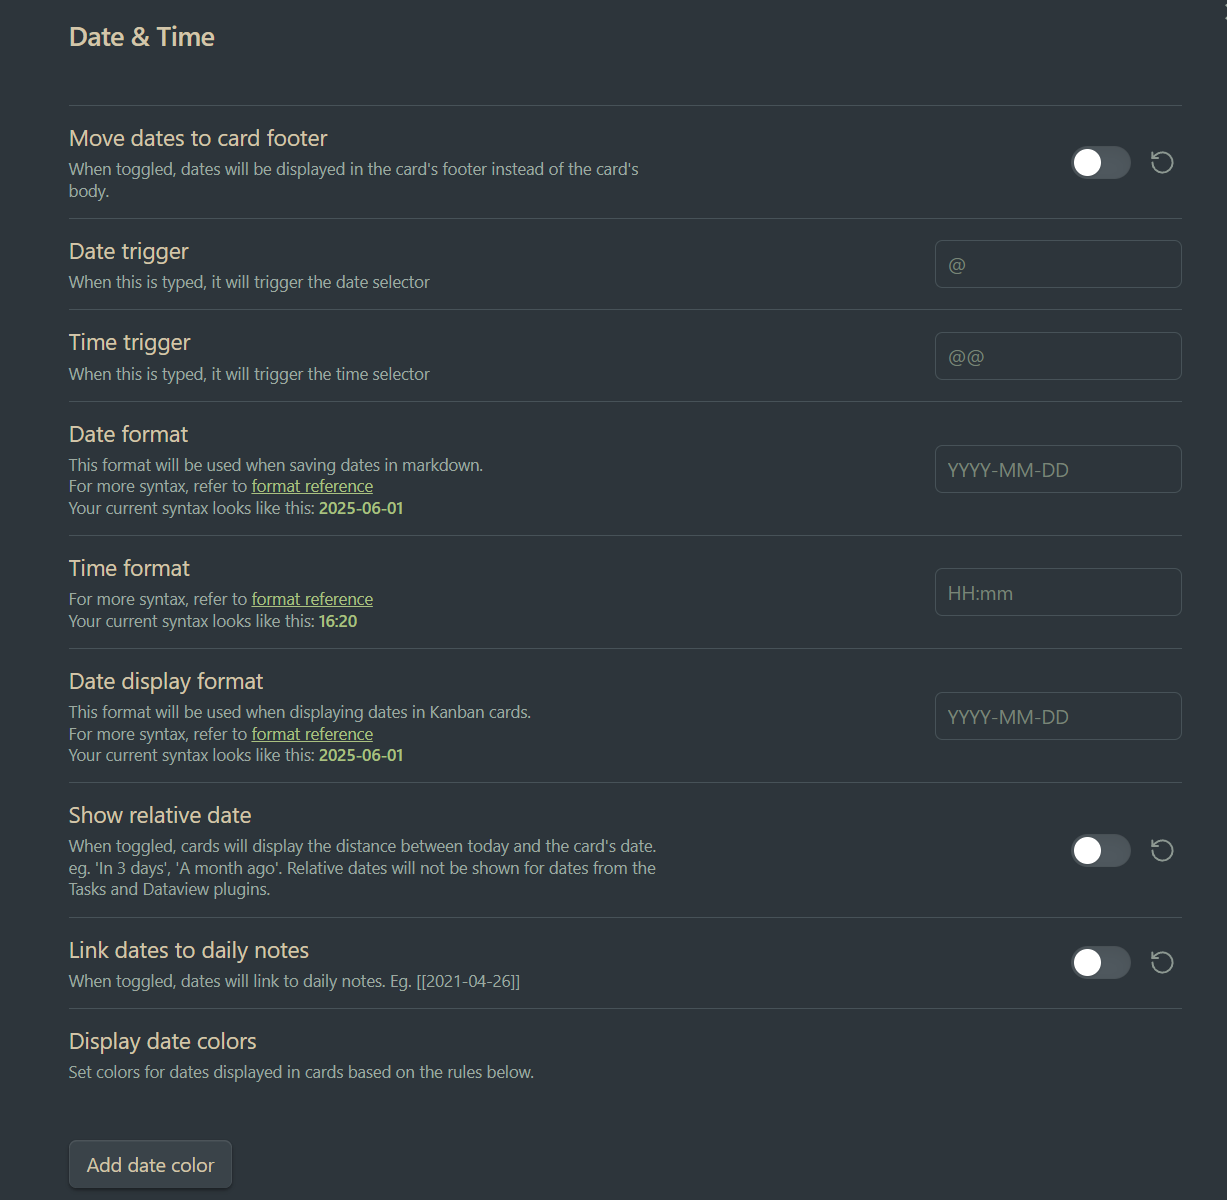 Date & Time
Move dates to card footer
When toggled, dates will be displayed in the card's footer instead of the card's
body.
Date trigger
When this is typed, it will trigger the date selector
@
Time trigger
When this is typed, it will trigger the time selector
@@
Date format
This format will be used when saving dates in markdown.
For more syntax, refer to format reference
Your current syntax looks like this: 2025-06-01
YYYY-MM-DD
Time format
For more syntax, refer to format reference
Your current syntax looks like this: 16:20
HH:mm
Date display format
This format will be used when displaying dates in Kanban cards.
For more syntax, refer to format reference
Your current syntax looks like this: 2025-06-01
YYYY-MM-DD
Show relative date
When toggled, cards will display the distance between today and the card's date.
eg. 'In 3 days', 'A month ago'. Relative dates will not be shown for dates from the
Tasks and Dataview plugins.
Link dates to daily notes
When toggled, dates will link to daily notes. Eg. [[2021-04-26]]
Display date colors
Set colors for dates displayed in cards based on the rules below.
Add date color